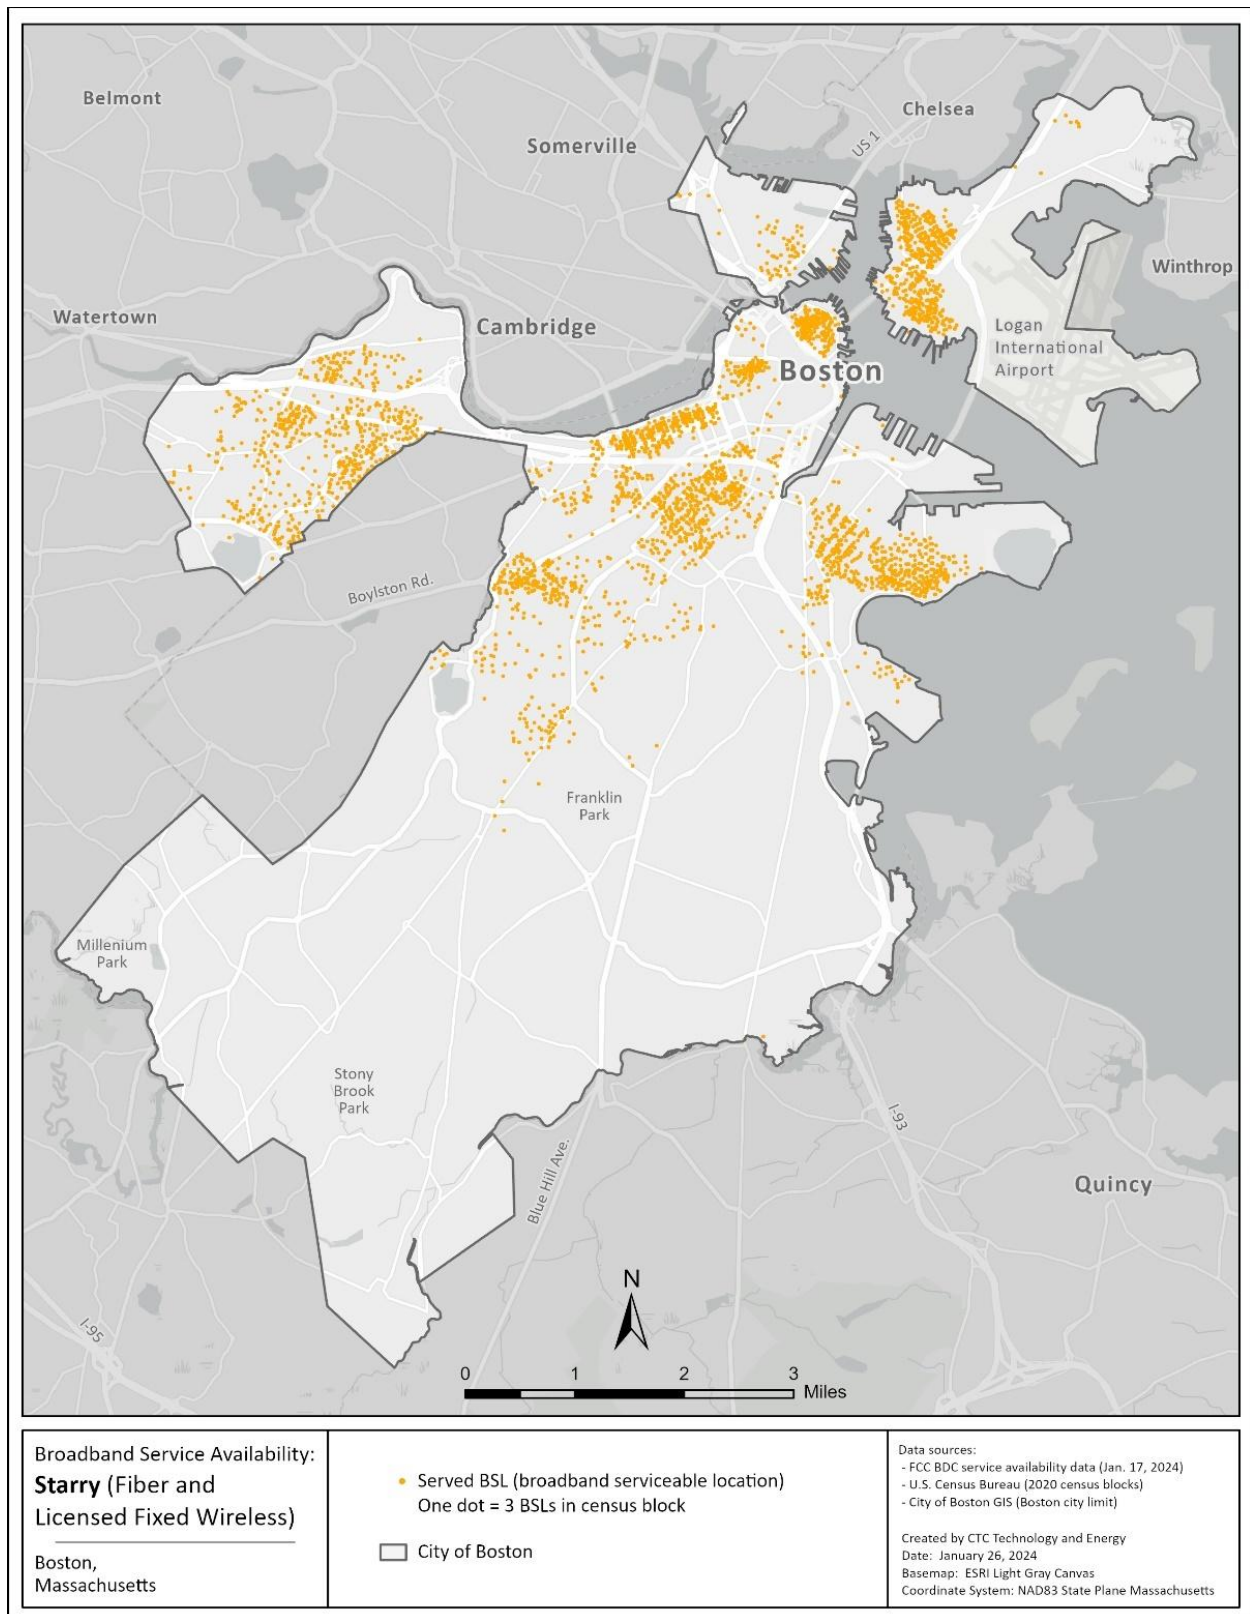 Belmont
Chelsea
US 1
Somerville
Winthrop
Watertown
Cambridge
Logan
International
Airport
Boston
Boylston Rd.
Franklin
Park
Millenium
Park
Stony
Brook
Park
I-93
Blue Hill Ave.
Quincy
I-95
N
0 1 2 3
Miles
Broadband Service Availability:
Starry (Fiber and
Licensed Fixed Wireless)
Boston,
Massachusetts
Served BSL (broadband serviceable location)
One dot = 3 BSLs in census block
City of Boston
Data sources:
- FCC BDC service availability data (Jan. 17, 2024)
- U.S. Census Bureau (2020 census blocks)
- City of Boston GIS (Boston city limit)
Created by CTC Technology and Energy
Date: January 26, 2024
Basemap: ESRI Light Gray Canvas
Coordinate System: NAD83 State Plane Massachusetts